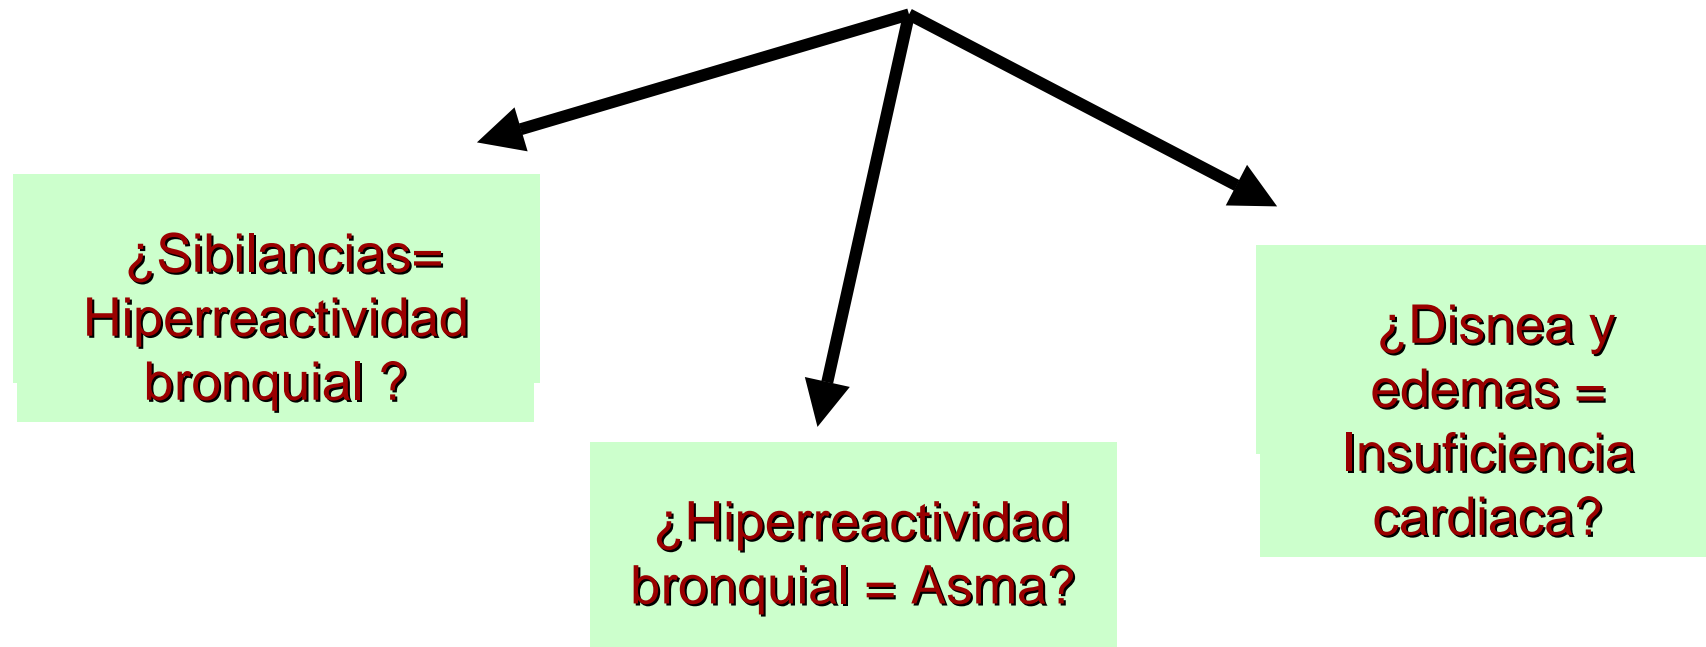 ¿Sibilancias=
Hiperreactividad
bronquial ?
¿Hiperreactividad
bronquial = Asma?
¿Disnea y
edemas =
Insuficiencia
cardiaca?